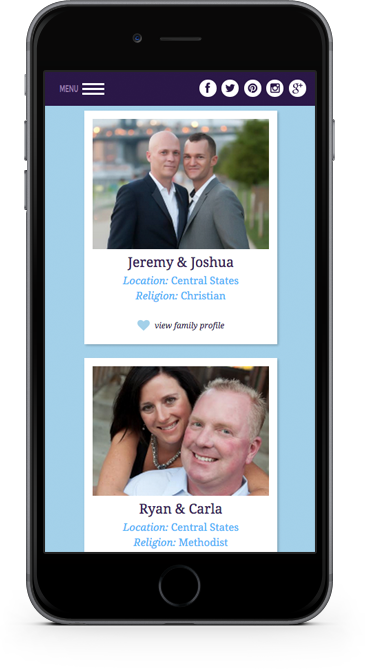 MENU
Jeremy & Joshua
Location: Central States
Religion: Christian
view family profile
Ryan & Carla
Location: Central States
Religion: Methodist